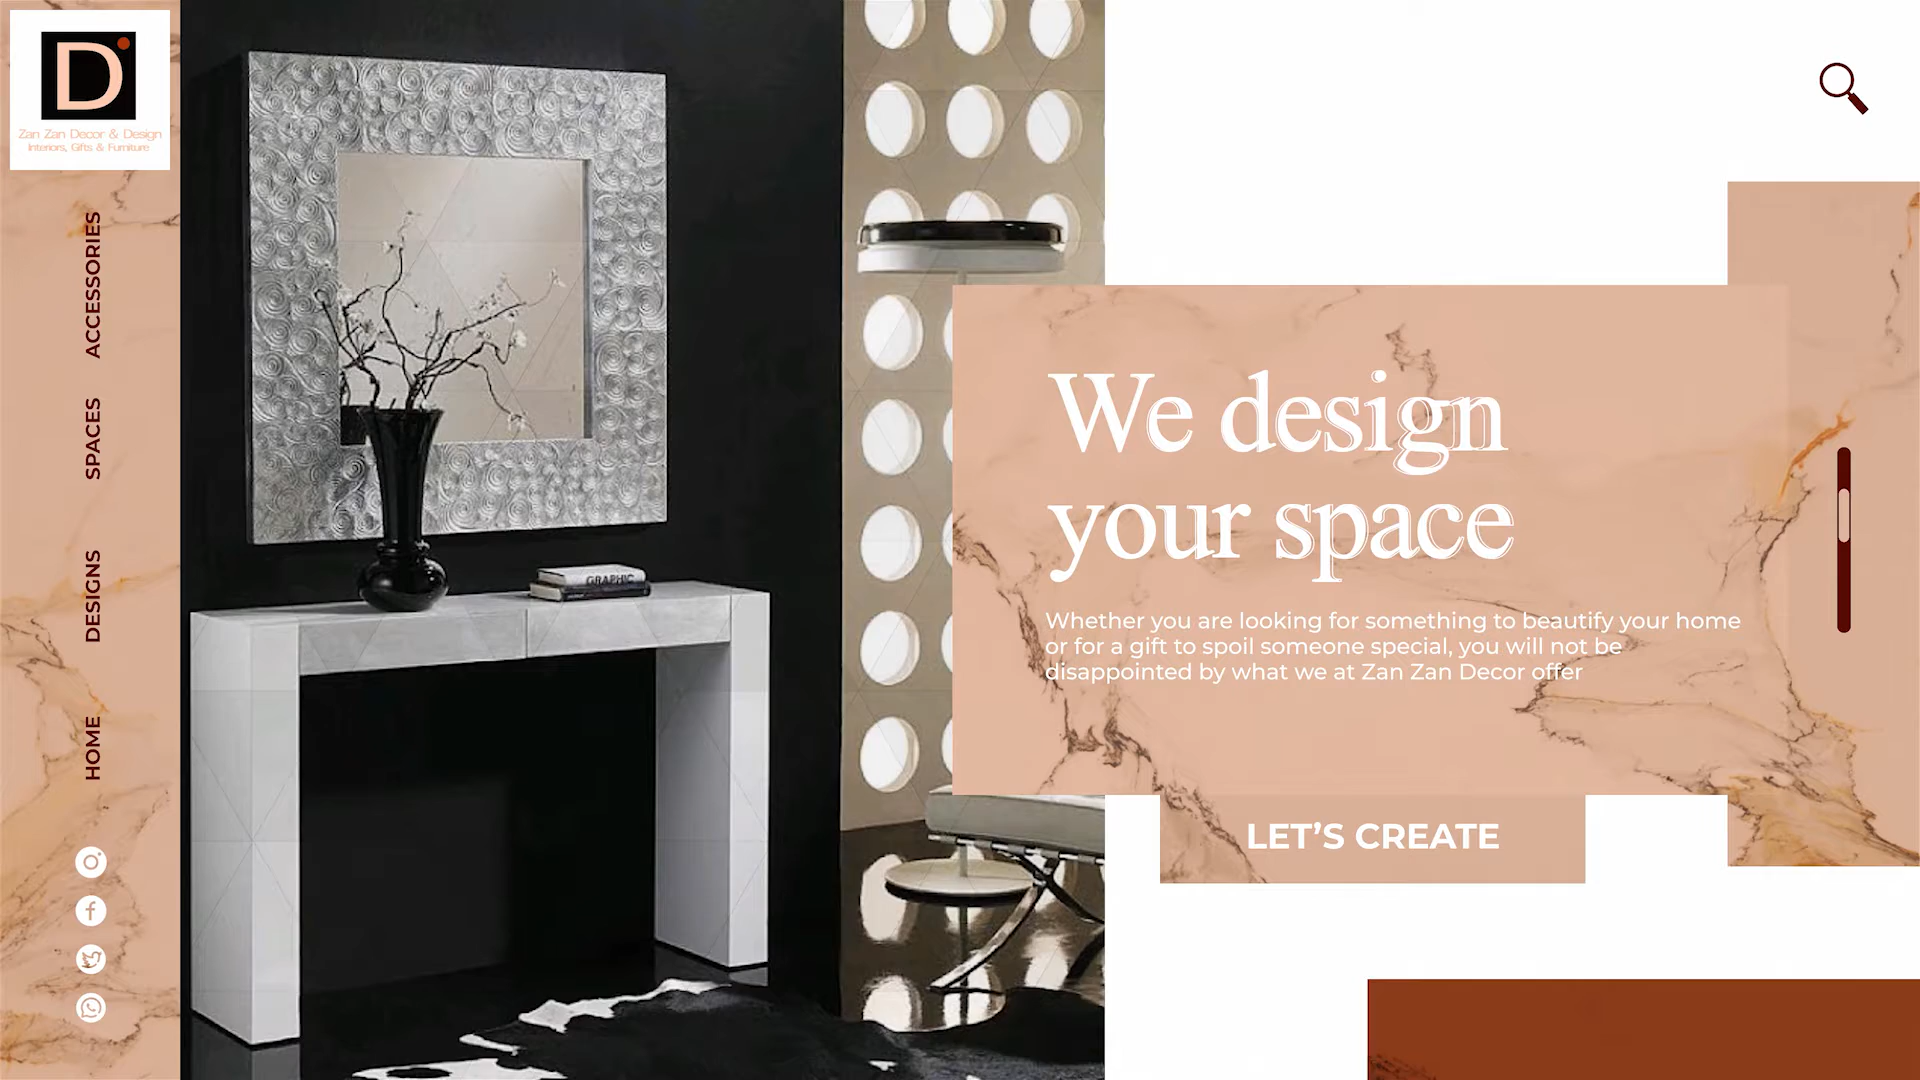 D
Zan Zan Decor & Design
Interiors, Gifts & Furniture
ACCESSORIES
SPACES
DESIGNS
HOME
GRAPHIC
We design
your space
Whether you are looking for something to beautify your home
or for a gift to spoil someone special, you will not be
disappointed by what we at Zan Zan Decor offer
LET’S CREATE